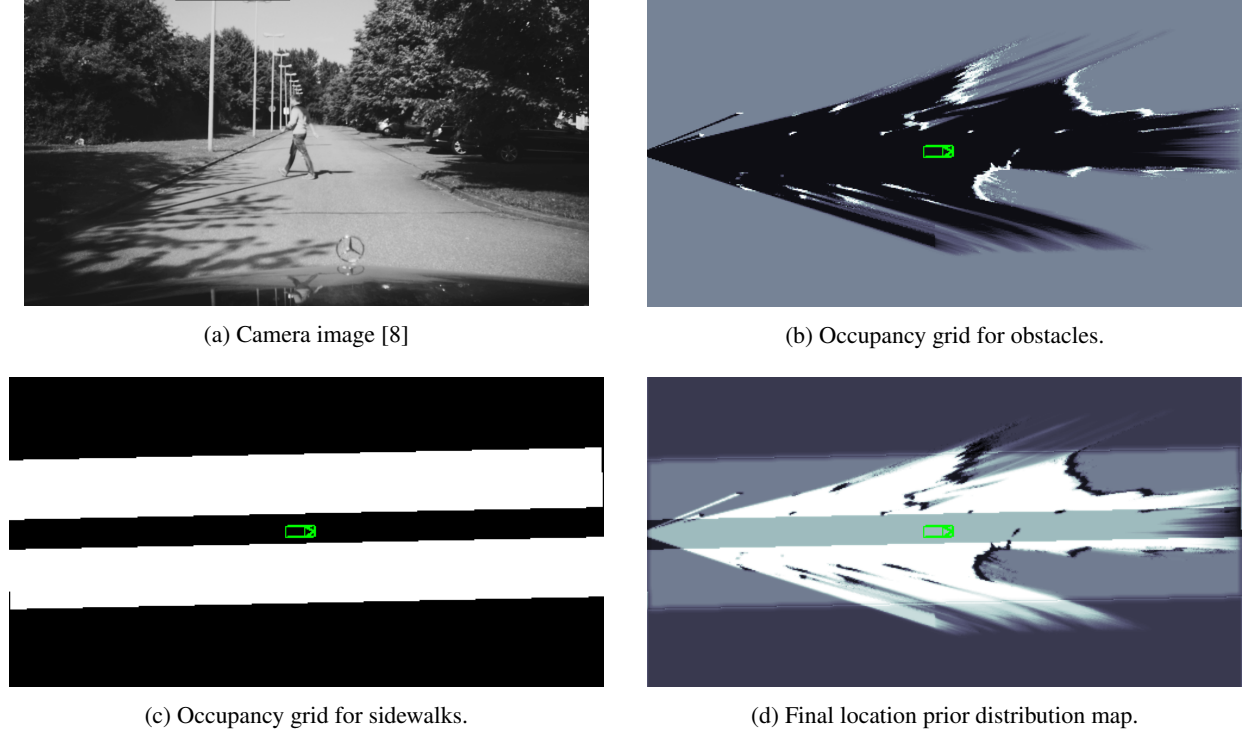 (a) Camera image [8]
(b) Occupancy grid for obstacles.
(c) Occupancy grid for sidewalks.
(d) Final location prior distribution map.